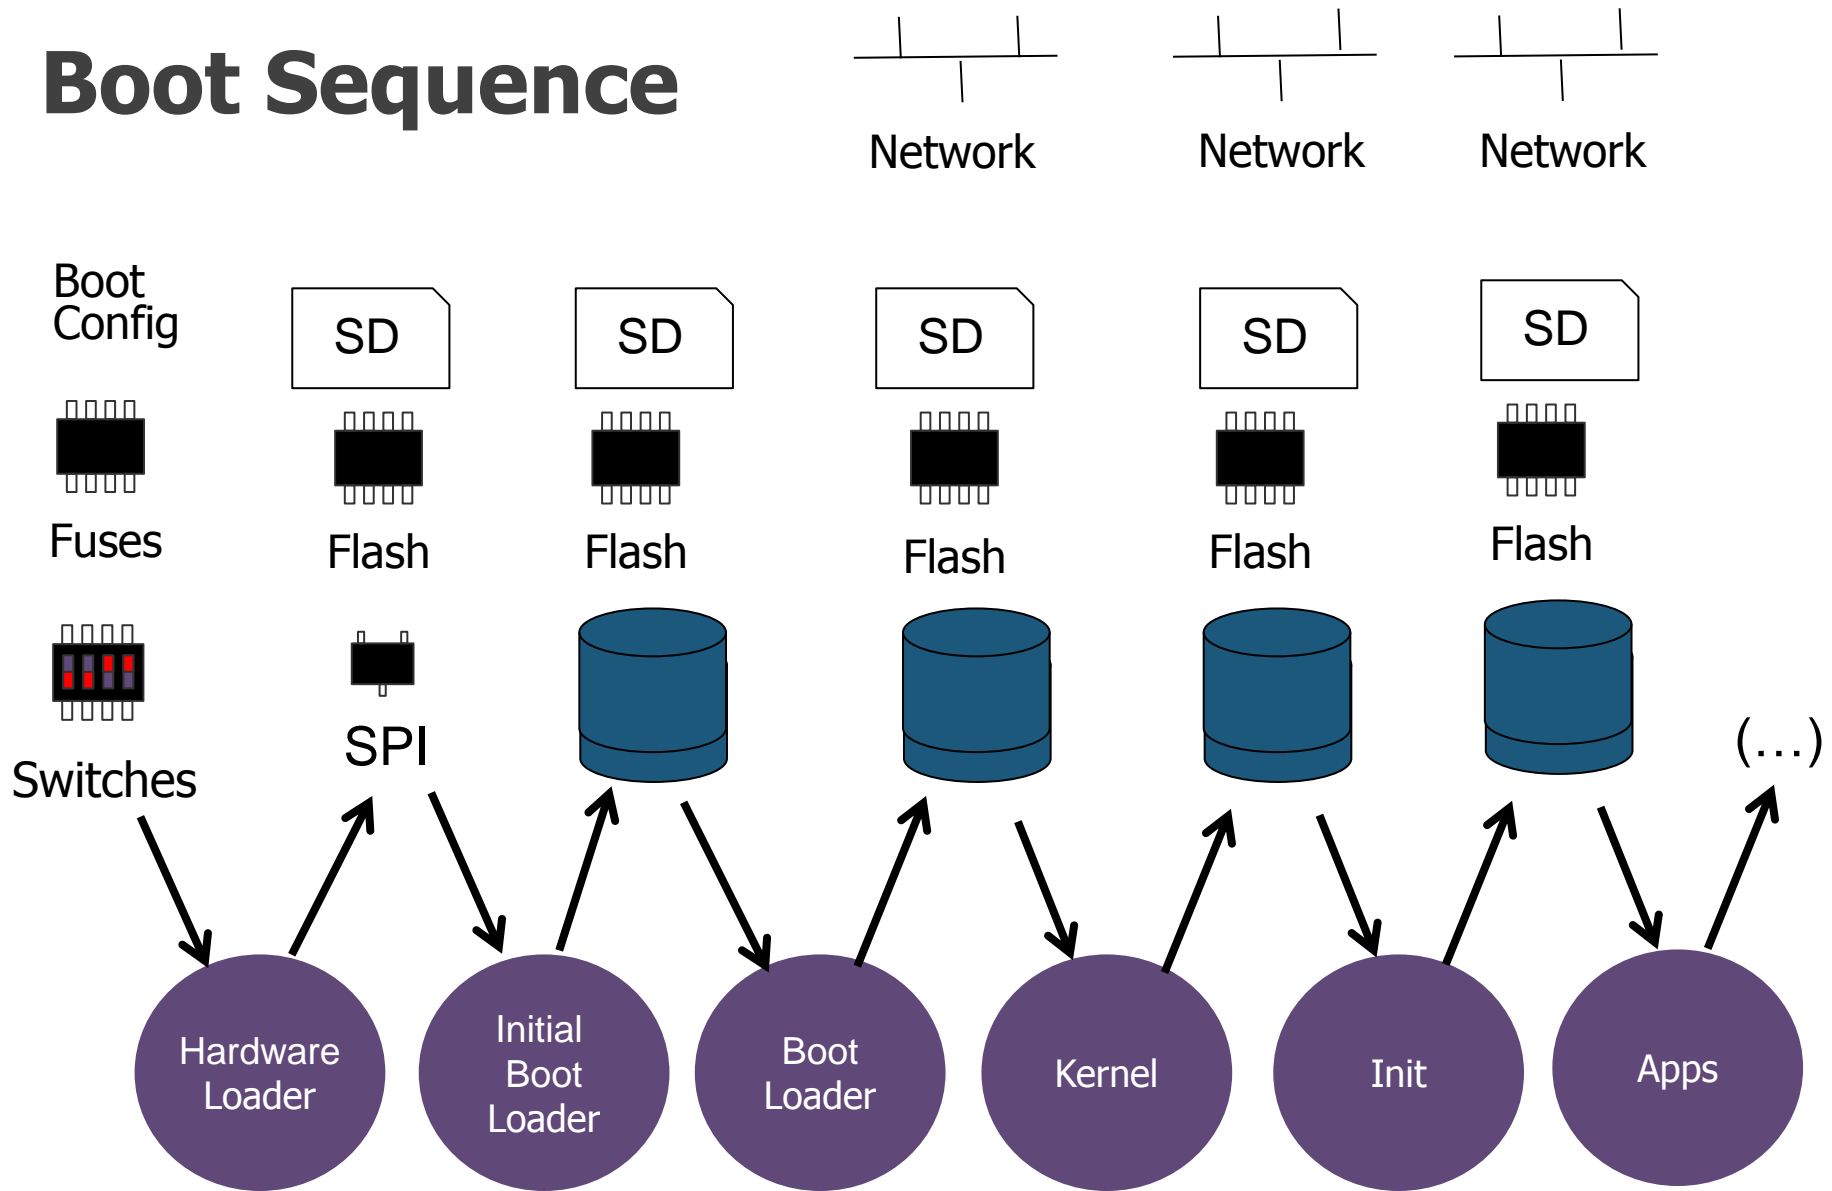 Boot Sequence
Network
Network
Network
Boot
Config
SD
SD
SD
SD
SD
Fuses
Flash
Flash
Flash
Flash
Flash
Switches
SPI
(...)
Hardware
Loader
Initial
Boot
Loader
Boot
Loader
Kernel
Init
Apps